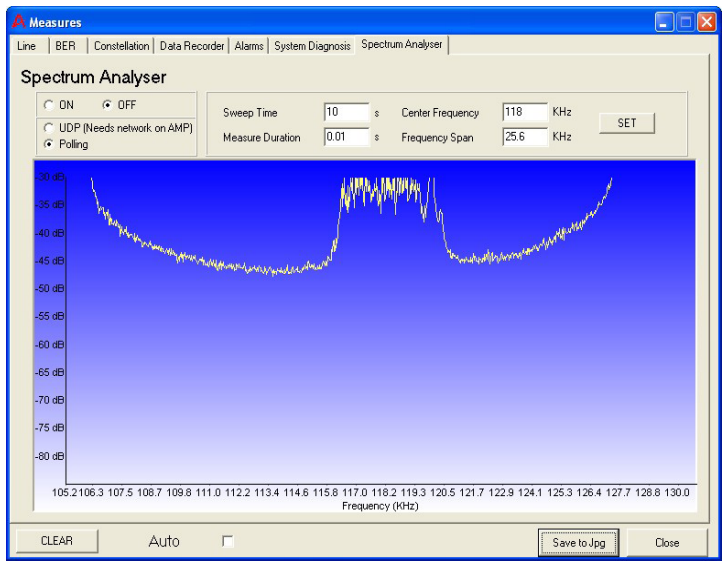 Measures
Line BER Constellation Data Recorder Alarms System Diagnosis Spectrum Analyser
Spectrum Analyser
ON OFF
UDP (Needs network on AMP)
Polling
Sweep Time 10 s Center Frequency 118 KHz
Measure Duration 0.01 s Frequency Span 25.6 KHz
SET
-30 dB
-35 dB
-40 dB
-45 dB
-50 dB
-55 dB
-60 dB
-65 dB
-70 dB
-75 dB
-80 dB
105.2 106.3 107.5 108.7 109.8 111.0 112.2 113.4 114.6 115.8 117.0 118.2 119.3 120.5 121.7 122.9 124.1 125.3 126.4 127.7 128.8 130.0
Frequency (KHz)
CLEAR Auto Save to Jpg Close